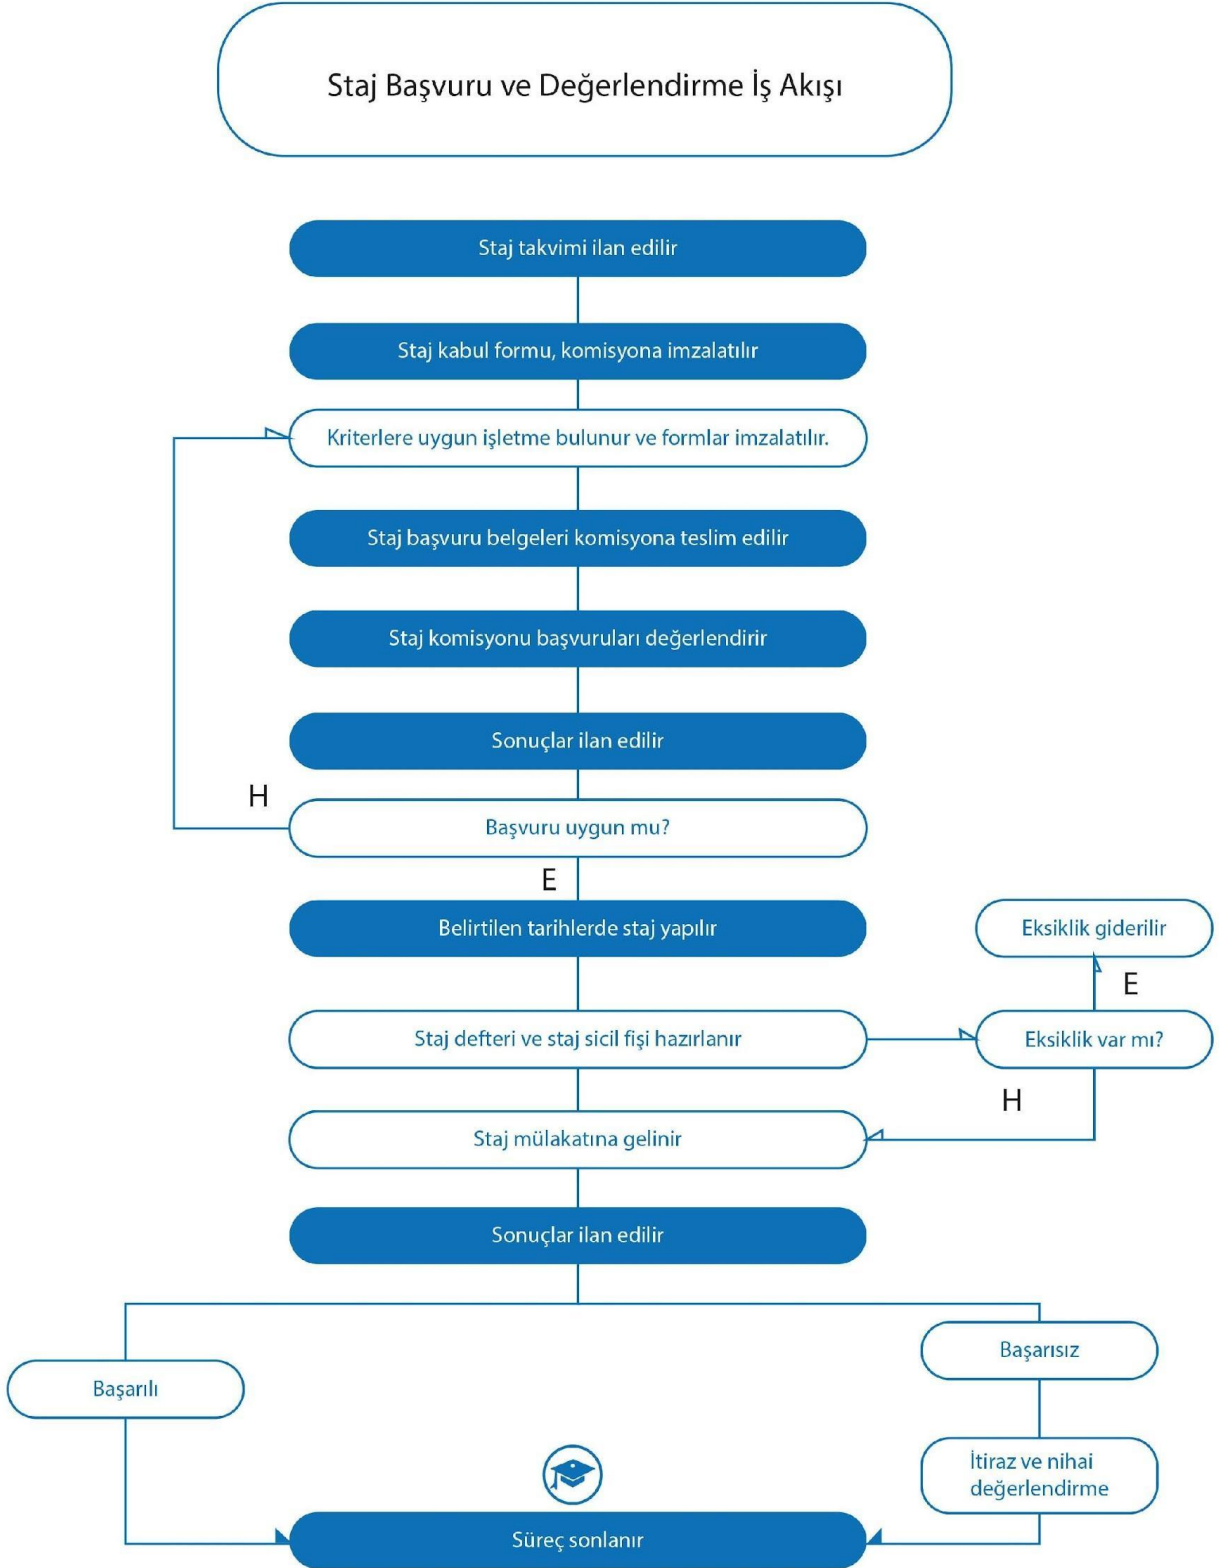 Staj Başvuru ve Değerlendirme İş Akışı
Staj takvimi ilan edilir
Staj kabul formu, komisyona imzalatılır
Kriterlere uygun işletme bulunur ve formlar imzalatılır.
Staj başvuru belgeleri komisyona teslim edilir
Staj komisyonu başvuruları değerlendirir
Sonuçlar ilan edilir
H
Başvuru uygun mu?
E
Belirtilen tarihlerde staj yapılır
Eksiklik giderilir
E
Staj defteri ve staj sicil fişi hazırlanır
Eksiklik var mı?
H
Staj mülakatına gelinir
Sonuçlar ilan edilir
Başarılı
Başarısız
İtiraz ve nihai
değerlendirme
Süreç sonlanır